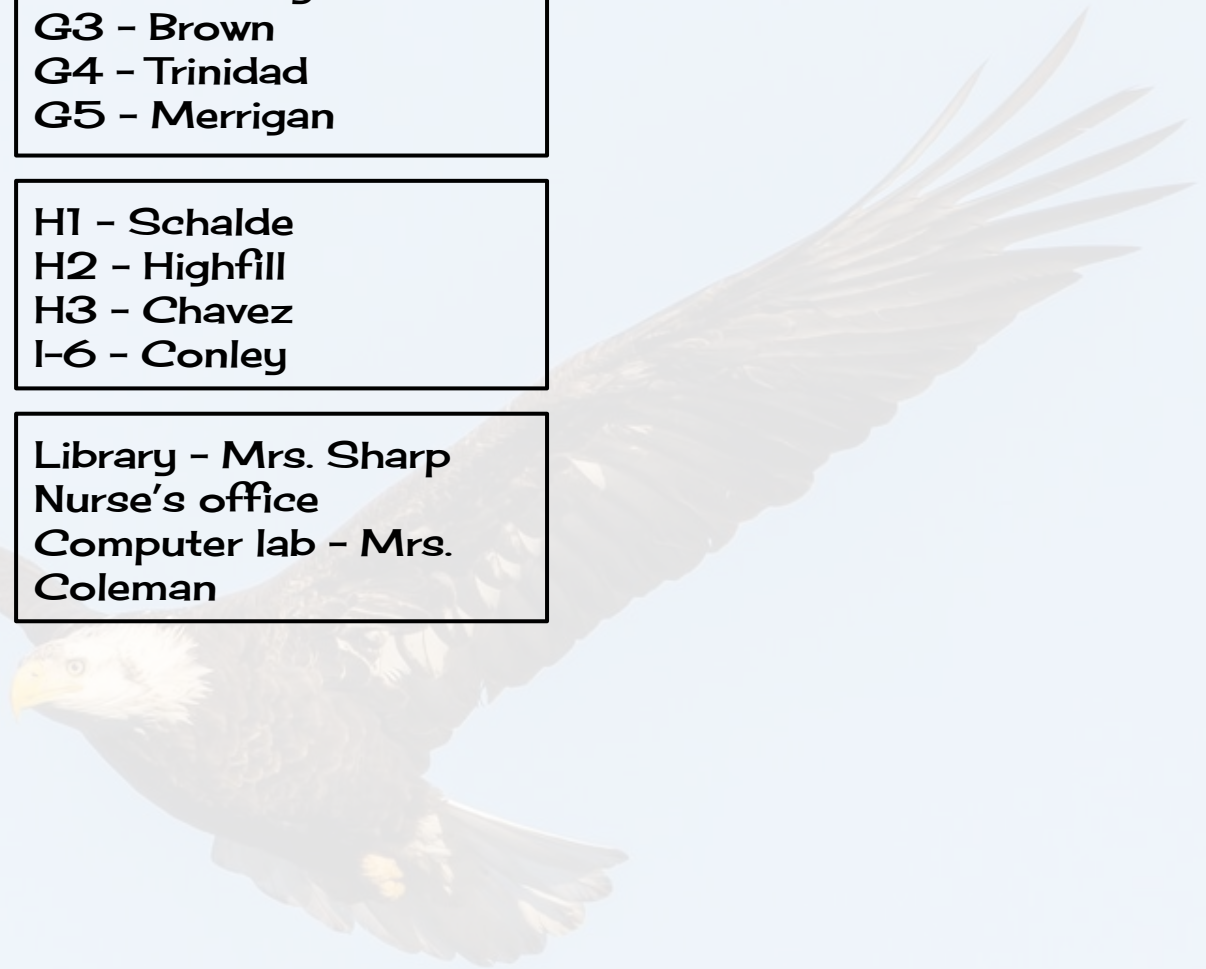 G3 - Brown
G4 - Trinidad
G5 - Merrigan
H1 - Schalde
H2 - Highfill
H3 - Chavez
I-6 - Conley
Library - Mrs. Sharp
Nurse's office
Computer lab - Mrs.
Coleman